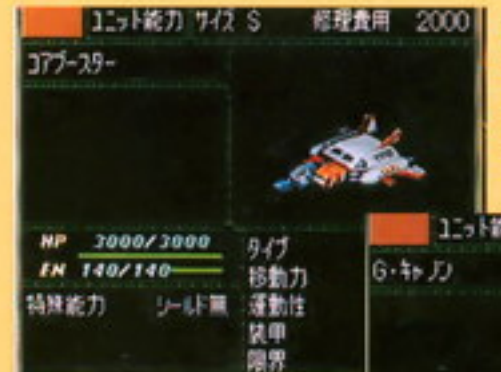 ユニット能力 サイズ S 修理費用 2000
コアブースター
HP 3000/3000
EN 140/140
特殊能力 シールド無
タイプ
移動力
運動性
装甲
限界
ユニット能
G・キャノン